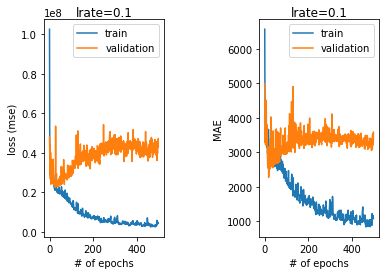 lrate=0.1
1e8
train
validation
1.0
0.8
0.6
0.4
0.2
0.0
loss (mse)
0 200 400
# of epochs
lrate=0.1
train
validation
6000
5000
4000
3000
2000
1000
MAE
0 200 400
# of epochs